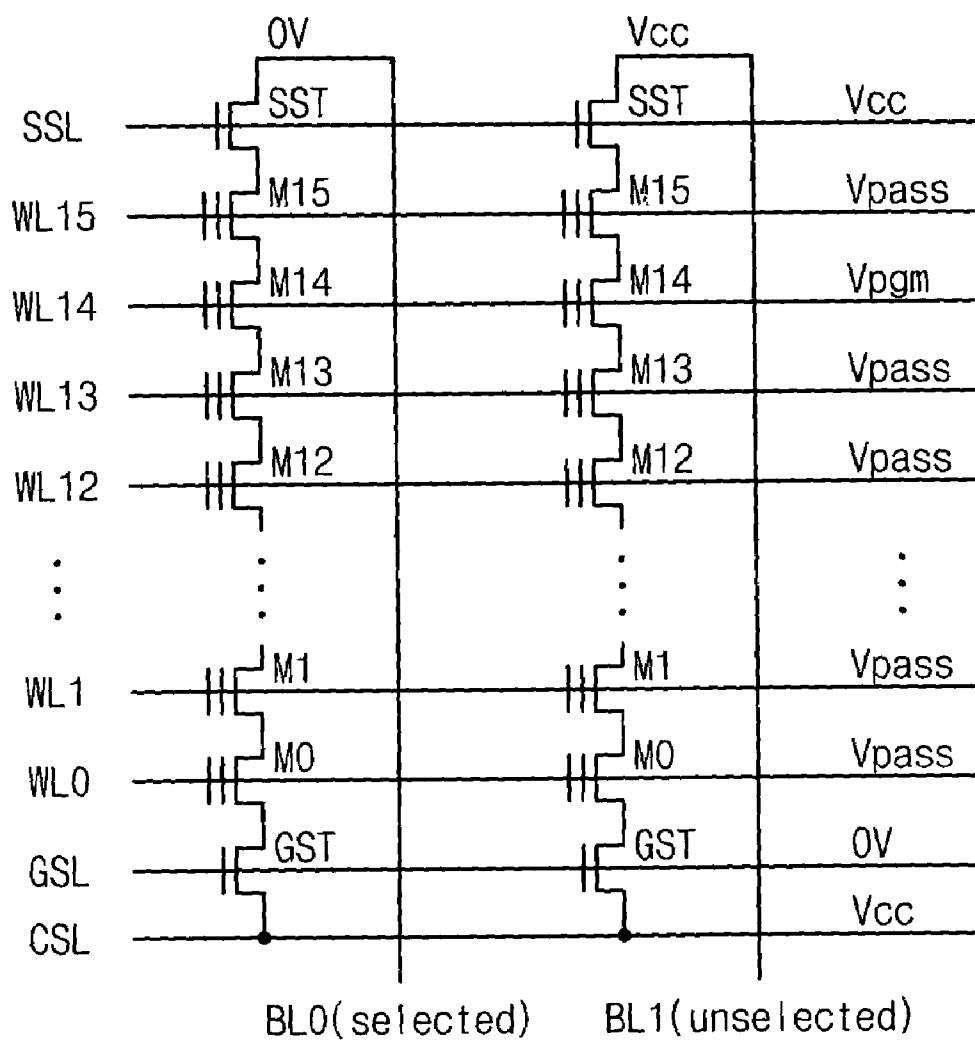 0V Vcc
SSL SST SST Vcc
WL15 M15 M15 Vpass
WL14 M14 M14 Vpgm
WL13 M13 M13 Vpass
WL12 M12 M12 Vpass
WL1 M1 M1 Vpass
WL0 M0 M0 Vpass
GSL GST GST 0V
CSL Vcc
BL0(selected) BL1(unselected)